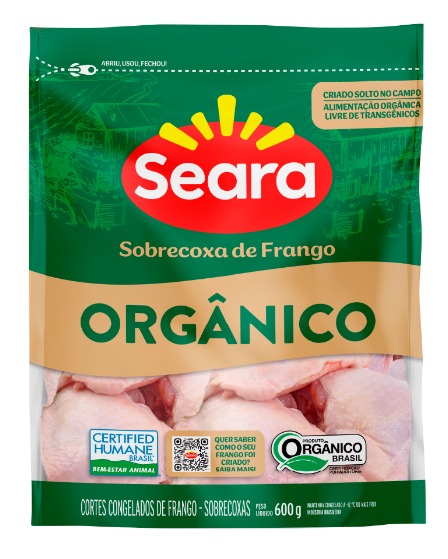 ABRIU, USOU, FECHOU!
CRIADO SOLTO NO CAMPO
ALIMENTAÇÃO ORGÂNICA
LIVRE DE TRANSGÊNICOS
Seara
Sobrecoxa de Frango
ORGÂNICO
CERTIFIED
HUMANE
BRASIL
BEM-ESTAR ANIMAL
QUER SABER
COMO O SEU
FRANGO FOI
CRIADO?
SAIBA MAIS!
PRODUTO
ORGÂNICO
BRASIL
CORTES CONGELADOS DE FRANGO - SOBRECOXAS
PESO
LÍQUIDO
600g